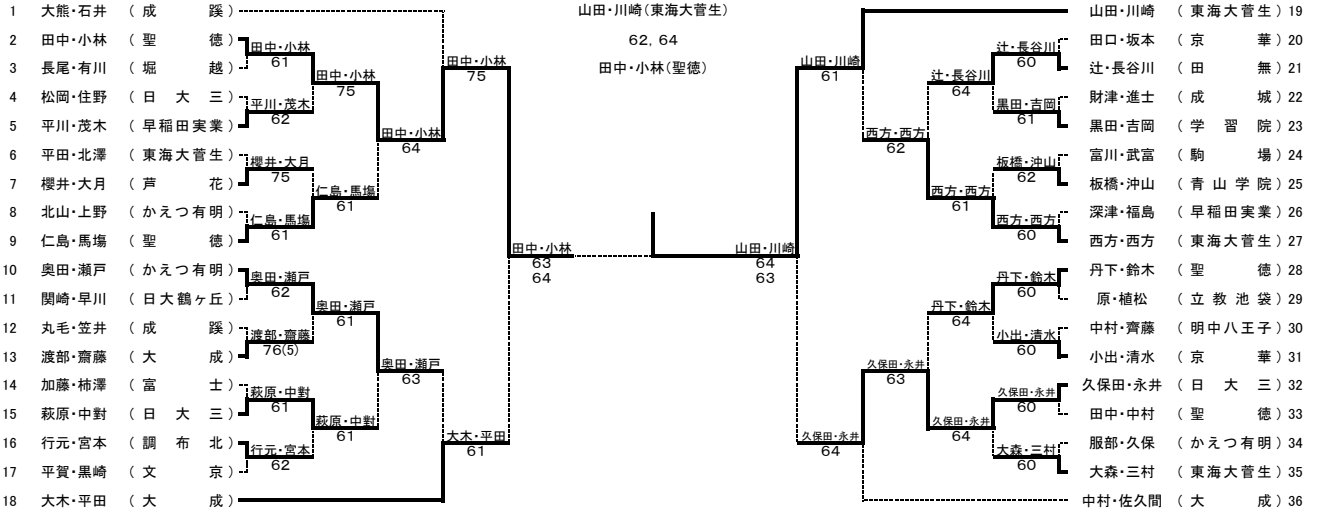 山田・川崎(東海大菅生)
62, 64
田中・小林(聖徳)
1 大熊・石井 (成蹊)
2 田中・小林 (聖徳)
3 長尾・有川 (堀越)
4 松岡・住野 (日大三)
5 平川・茂木 (早稲田実業)
6 平田・北澤 (東海大菅生)
7 櫻井・大月 (芦花)
8 北山・上野 (かえつ有明)
9 仁島・馬塲 (聖徳)
10 奥田・瀬戸 (かえつ有明)
11 関崎・早川 (日大鶴ヶ丘)
12 丸毛・笠井 (成蹊)
13 渡部・齋藤 (大成)
14 加藤・柿澤 (富士)
15 萩原・中對 (日大三)
16 行元・宮本 (調布北)
17 平賀・黒崎 (文京)
18 大木・平田 (大成)
田中・小林
61
平川・茂木
62
櫻井・大月
75
仁島・馬塲
61
奥田・瀬戸
62
渡部・齋藤
76(5)
萩原・中對
61
行元・宮本
62
田中・小林
75
仁島・馬塲
61
奥田・瀬戸
61
萩原・中對
61
田中・小林
64
奥田・瀬戸
63
田中・小林
75
大木・平田
61
田中・小林
63
64
山田・川崎
64
63
山田・川崎
61
久保田・永井
64
西方・西方
62
久保田・永井
63
辻・長谷川
64
西方・西方
61
丹下・鈴木
64
久保田・永井
64
辻・長谷川
60
黒田・吉岡
61
板橋・沖山
62
西方・西方
60
丹下・鈴木
60
小出・清水
60
久保田・永井
60
大森・三村
60
山田・川崎 (東海大菅生) 19
田口・坂本 (京華) 20
辻・長谷川 (田無) 21
財津・進士 (成城) 22
黒田・吉岡 (学習院) 23
富川・武富 (駒場) 24
板橋・沖山 (青山学院) 25
深津・福島 (早稲田実業) 26
西方・西方 (東海大菅生) 27
丹下・鈴木 (聖徳) 28
原・植松 (立教池袋) 29
中村・齊藤 (明中八王子) 30
小出・清水 (京華) 31
久保田・永井 (日大三) 32
田中・中村 (聖徳) 33
服部・久保 (かえつ有明) 34
大森・三村 (東海大菅生) 35
中村・佐久間 (大成) 36